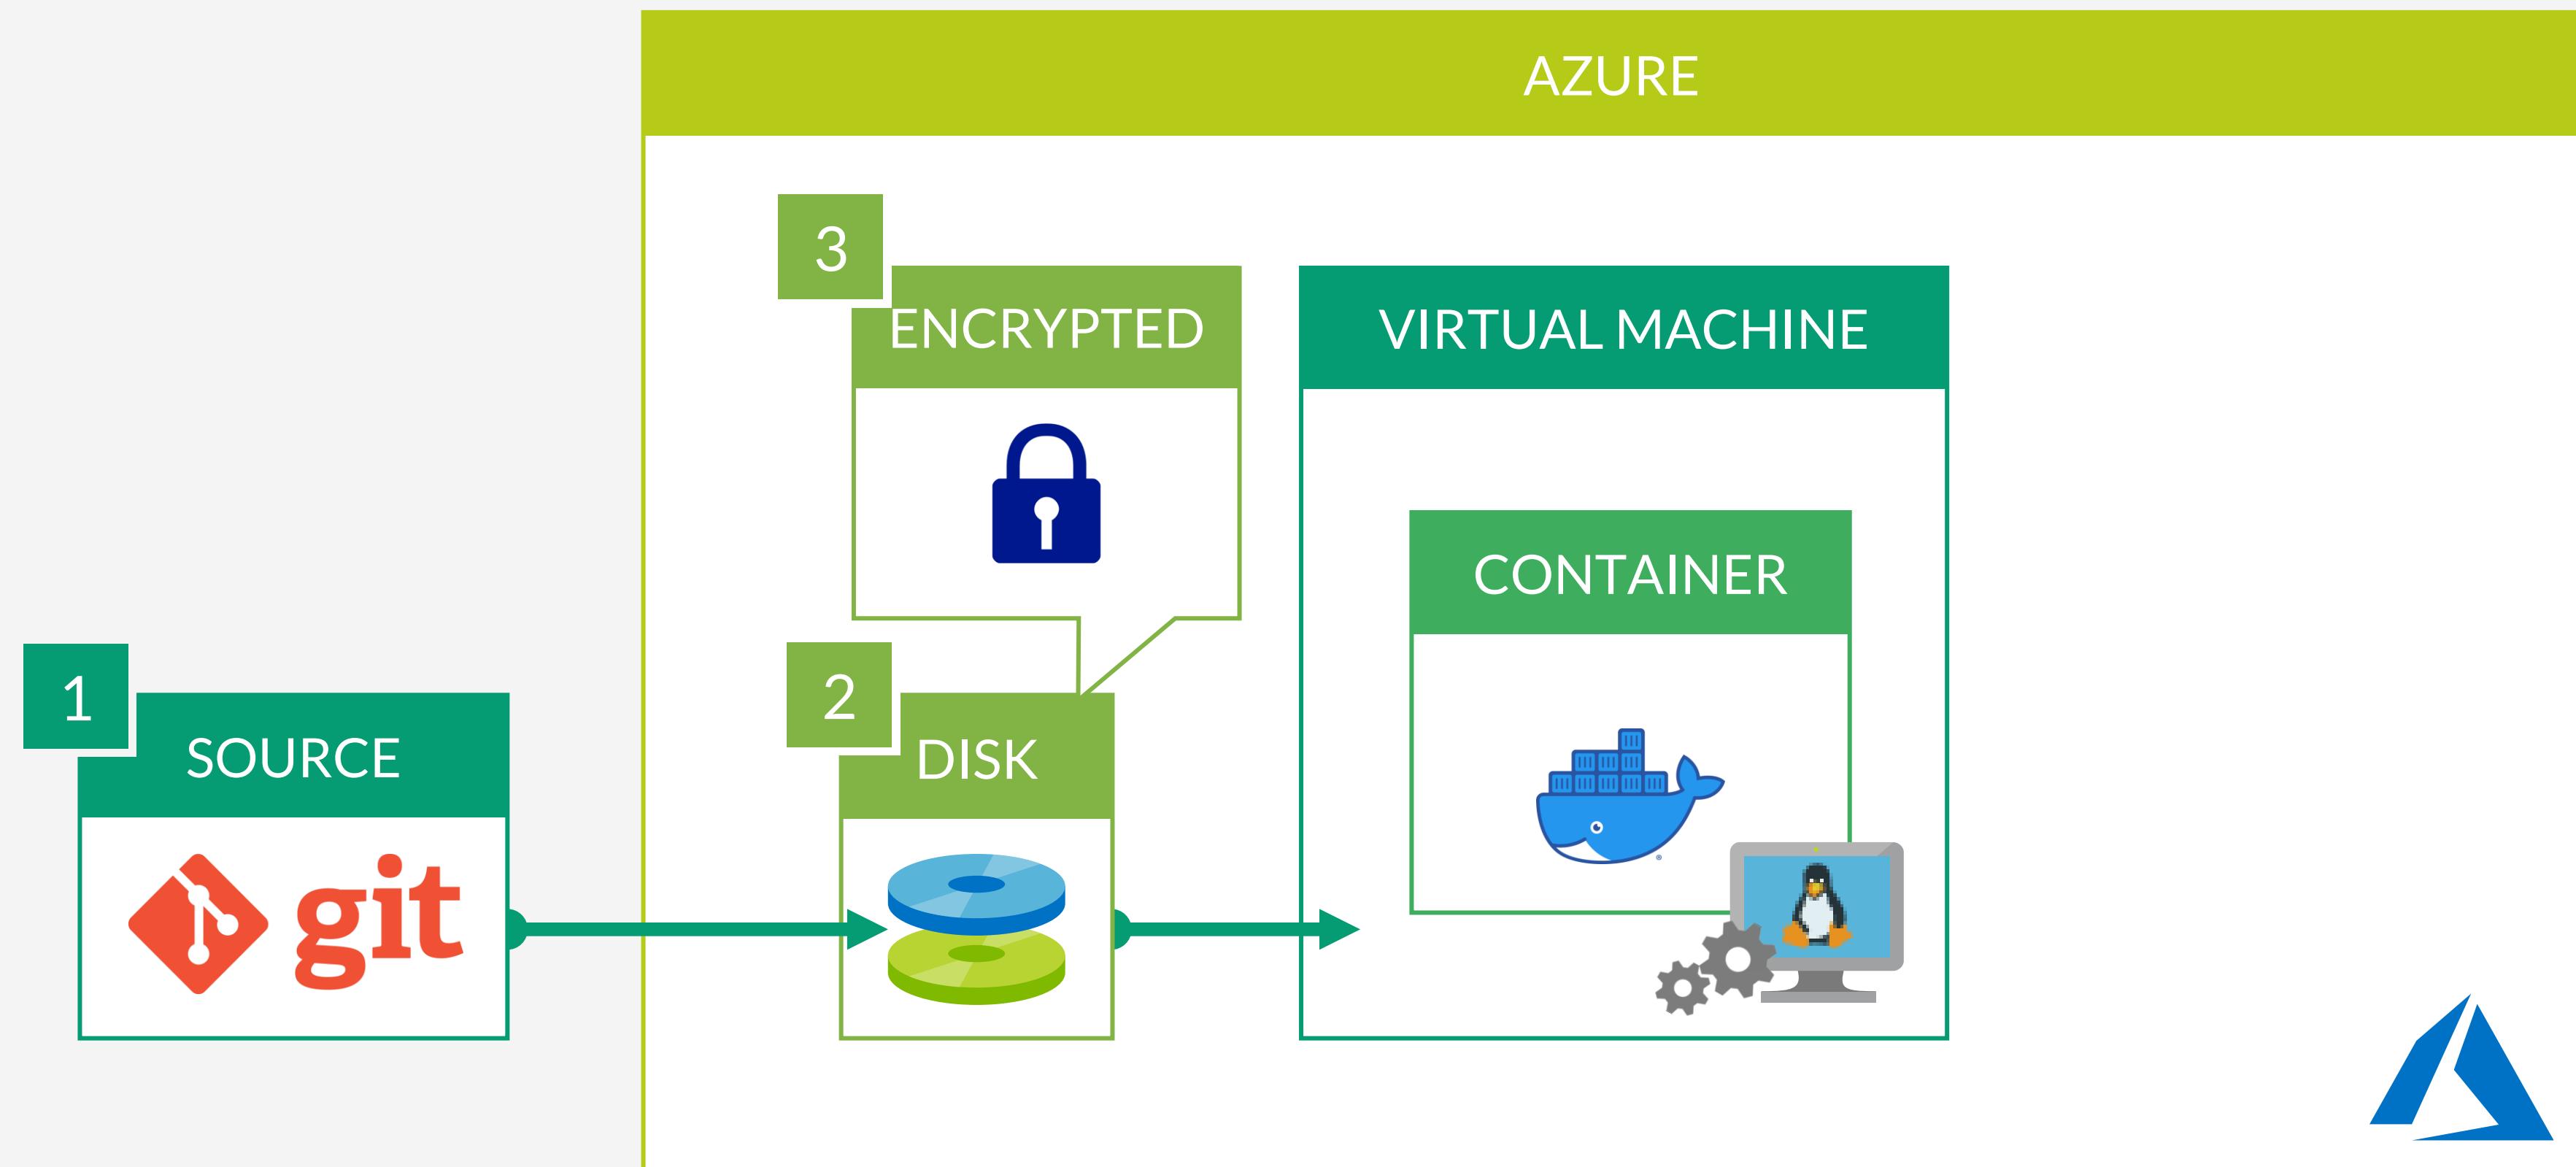 AZURE
3
ENCRYPTED
VIRTUAL MACHINE
CONTAINER
1
SOURCE
git
2
DISK